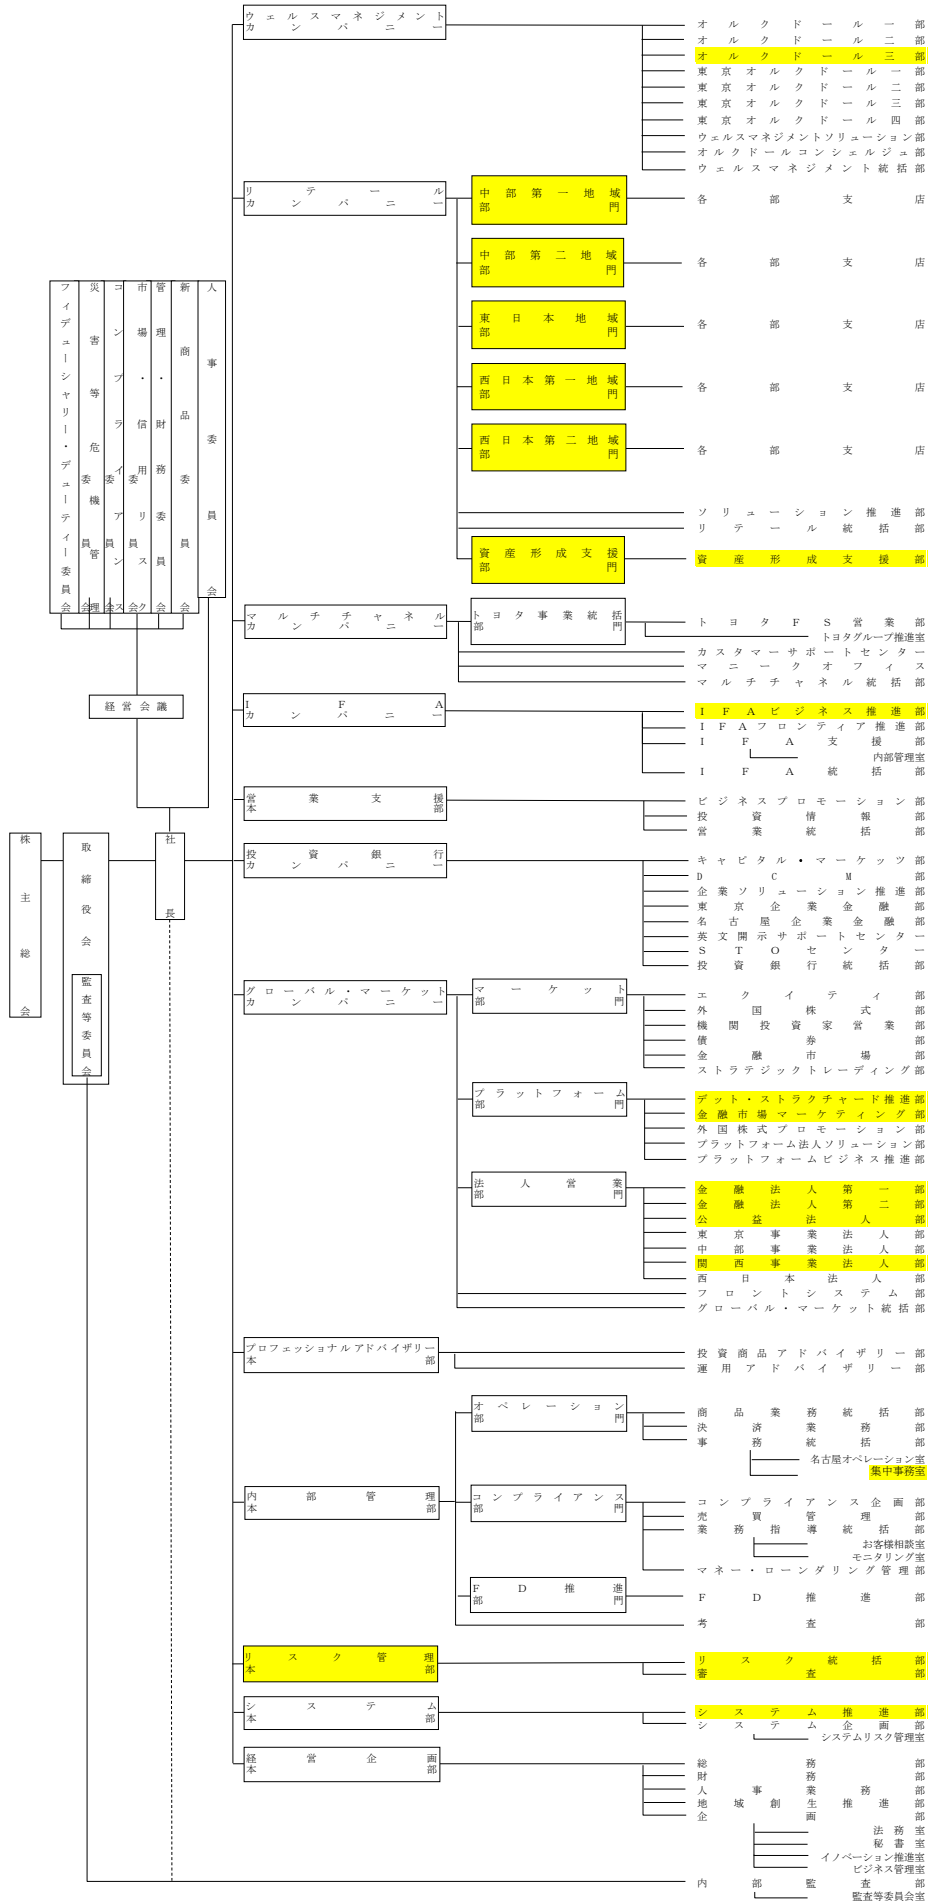 ウェルスマネジメント
カンパニー
オルクドール一部
オルクドール二部
オルクドール三部
東京オルクドール一部
東京オルクドール二部
東京オルクドール三部
東京オルクドール四部
ウェルスマネジメントソリューション部
オルクドールコンシェルジュ部
ウェルスマネジメント統括部
リテール
カンパニー
中部第一地域
部門
各部支店
中部第二地域
部門
各部支店
東日本地域
部門
各部支店
西日本第一地域
部門
各部支店
西日本第二地域
部門
各部支店
ソリューション推進部
リテール統括部
資産形成支援
部門
資産形成支援部
フィデューシャリー・デューティー委員会
災害等危機管理
委員会
コンプライアンス
委員会
市場・信用リスク
委員会
管理・財務委員会
新商品委員会
人事委員会
マルチチャネル
カンパニー
トヨタ事業統括
部門
トヨタFS営業部
トヨタグループ推進室
カスタマーサポートセンター
マニークオフィス
マルチチャネル統括部
経営会議
IFA
カンパニー
IFAビジネス推進部
IFAフロンティア推進部
IFA支援部
内部管理室
IFA統括部
営業支援
本部
ビジネスプロモーション部
投資情報部
営業統括部
株主総会
取締役会
監査等委員会
社長
投資銀行
カンパニー
キャピタル・マーケッツ部
DCM部
企業ソリューション推進部
東京企業金融部
名古屋企業金融部
英文開示サポートセンター
STOセンター
投資銀行統括部
グローバル・マーケット
カンパニー
マーケット
部門
エクイティ部
外国株式部
機関投資家営業部
債券部
金融市場部
ストラテジックトレーディング部
プラットフォーム
部門
デット・ストラクチャード推進部
金融市場マーケティング部
外国株式プロモーション部
プラットフォーム法人ソリューション部
プラットフォームビジネス推進部
法人営業
部門
金融法人第一部
金融法人第二部
公益法人部
東京事業法人部
中部事業法人部
関西事業法人部
西日本法人部
フロントシステム部
グローバル・マーケット統括部
プロフェッショナルアドバイザリー
本部
投資商品アドバイザリー部
運用アドバイザリー部
内部管理
本部
オペレーション
部門
商品業務統括部
決済業務部
事務統括部
名古屋オペレーション室
集中事務室
コンプライアンス
部門
コンプライアンス企画部
売買管理部
業務指導統括部
お客様相談室
モニタリング室
マネー・ローンダリング管理部
FD推進
部門
FD推進部
考査部
リスク管理
本部
リスク統括部
審査部
システム
本部
システム推進部
システム企画部
システムリスク管理室
経営企画
本部
総務部
財務部
人事業務部
地域創生推進部
企画部
法務室
秘書室
イノベーション推進室
ビジネス管理室
内部監査部
監査等委員会室